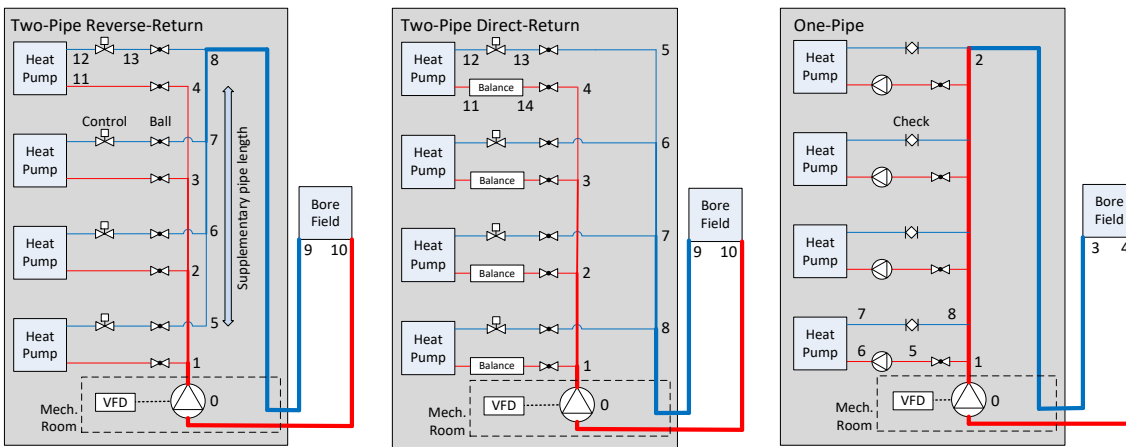 Two-Pipe Reverse-Return
Heat
Pump
12 13 8
11
4
Control Ball
Heat
Pump
7
3
Supplementary pipe length
Heat
Pump
6
2
Heat
Pump
5
1
Mech.
Room
VFD
0
Bore
Field
9 10
Two-Pipe Direct-Return
Heat
Pump
12 13 5
Balance
4
11 14
Heat
Pump
6
Balance
3
Heat
Pump
7
Balance
2
Heat
Pump
8
Balance
1
Mech.
Room
VFD
0
Bore
Field
9 10
One-Pipe
Heat
Pump
2
Check
Heat
Pump
Heat
Pump
Heat
Pump
7 8
6 5 1
Mech.
Room
VFD
0
Bore
Field
3 4